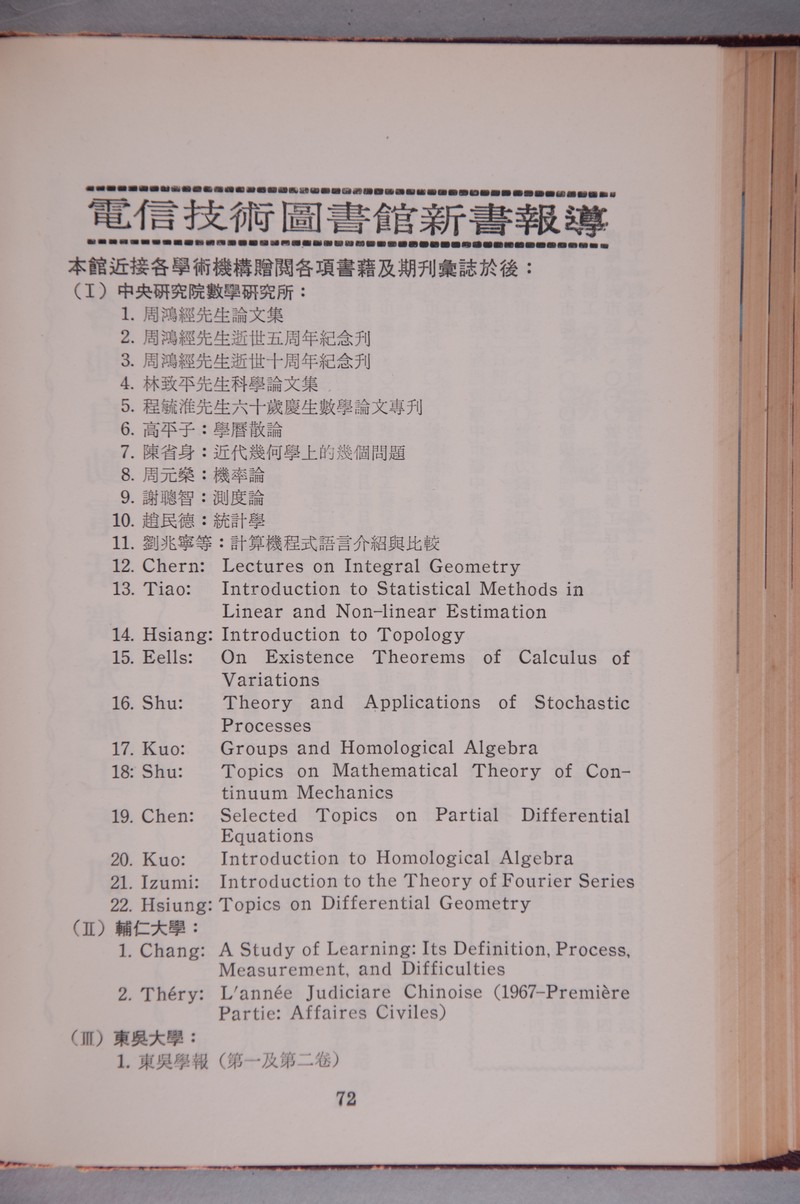 電信技術圖書館新書報導
本館近接各學術機構贈閱各項書藉及期刊彙誌於後：
(Ⅰ) 中央研究院數學研究所：
1. 周鴻經先生論文集
2. 周鴻經先生逝世五周年紀念刋
3. 周鴻經先生逝世十周年紀念刋
4. 林致平先生科學論文集
5. 程毓淮先生六十歲慶生數學論文專刋
6. 高平子：學曆散論
7. 陳省身：近代幾何學上的幾個問題
8. 周元燊：機率論
9. 謝聰智：測度論
10. 趙民德：統計學
11. 劉兆寧等：計算機程式語言介紹與比較
12. Chern: Lectures on Integral Geometry
13. Tiao: Introduction to Statistical Methods in
Linear and Non-linear Estimation
14. Hsiang: Introduction to Topology
15. Eells: On Existence Theorems of Calculus of
Variations
16. Shu: Theory and Applications of Stochastic
Processes
17. Kuo: Groups and Homological Algebra
18: Shu: Topics on Mathematical Theory of Con-
tinuum Mechanics
19. Chen: Selected Topics on Partial Differential
Equations
20. Kuo: Introduction to Homological Algebra
21. Izumi: Introduction to the Theory of Fourier Series
22. Hsiung: Topics on Differential Geometry
(Ⅱ) 輔仁大學：
1. Chang: A Study of Learning: Its Definition, Process,
Measurement, and Difficulties
2. Théry: L'année Judiciare Chinoise (1967-Première
Partie: Affaires Civiles)
(Ⅲ) 東吳大學：
1. 東吳學報（第一及第二卷）
72